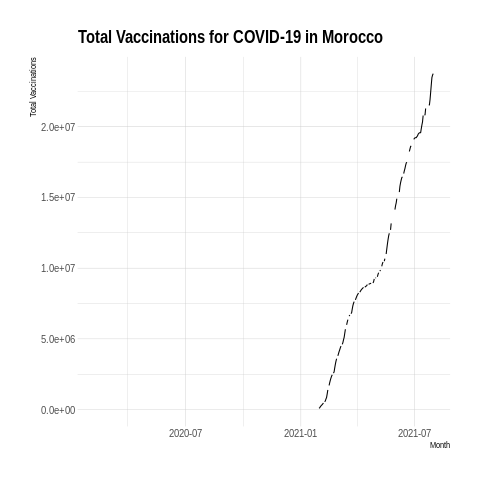 Total Vaccinations for COVID-19 in Morocco
Total Vaccinations
2.0e+07
1.5e+07
1.0e+07
5.0e+06
0.0e+00
2020-07
2021-01
2021-07
Month